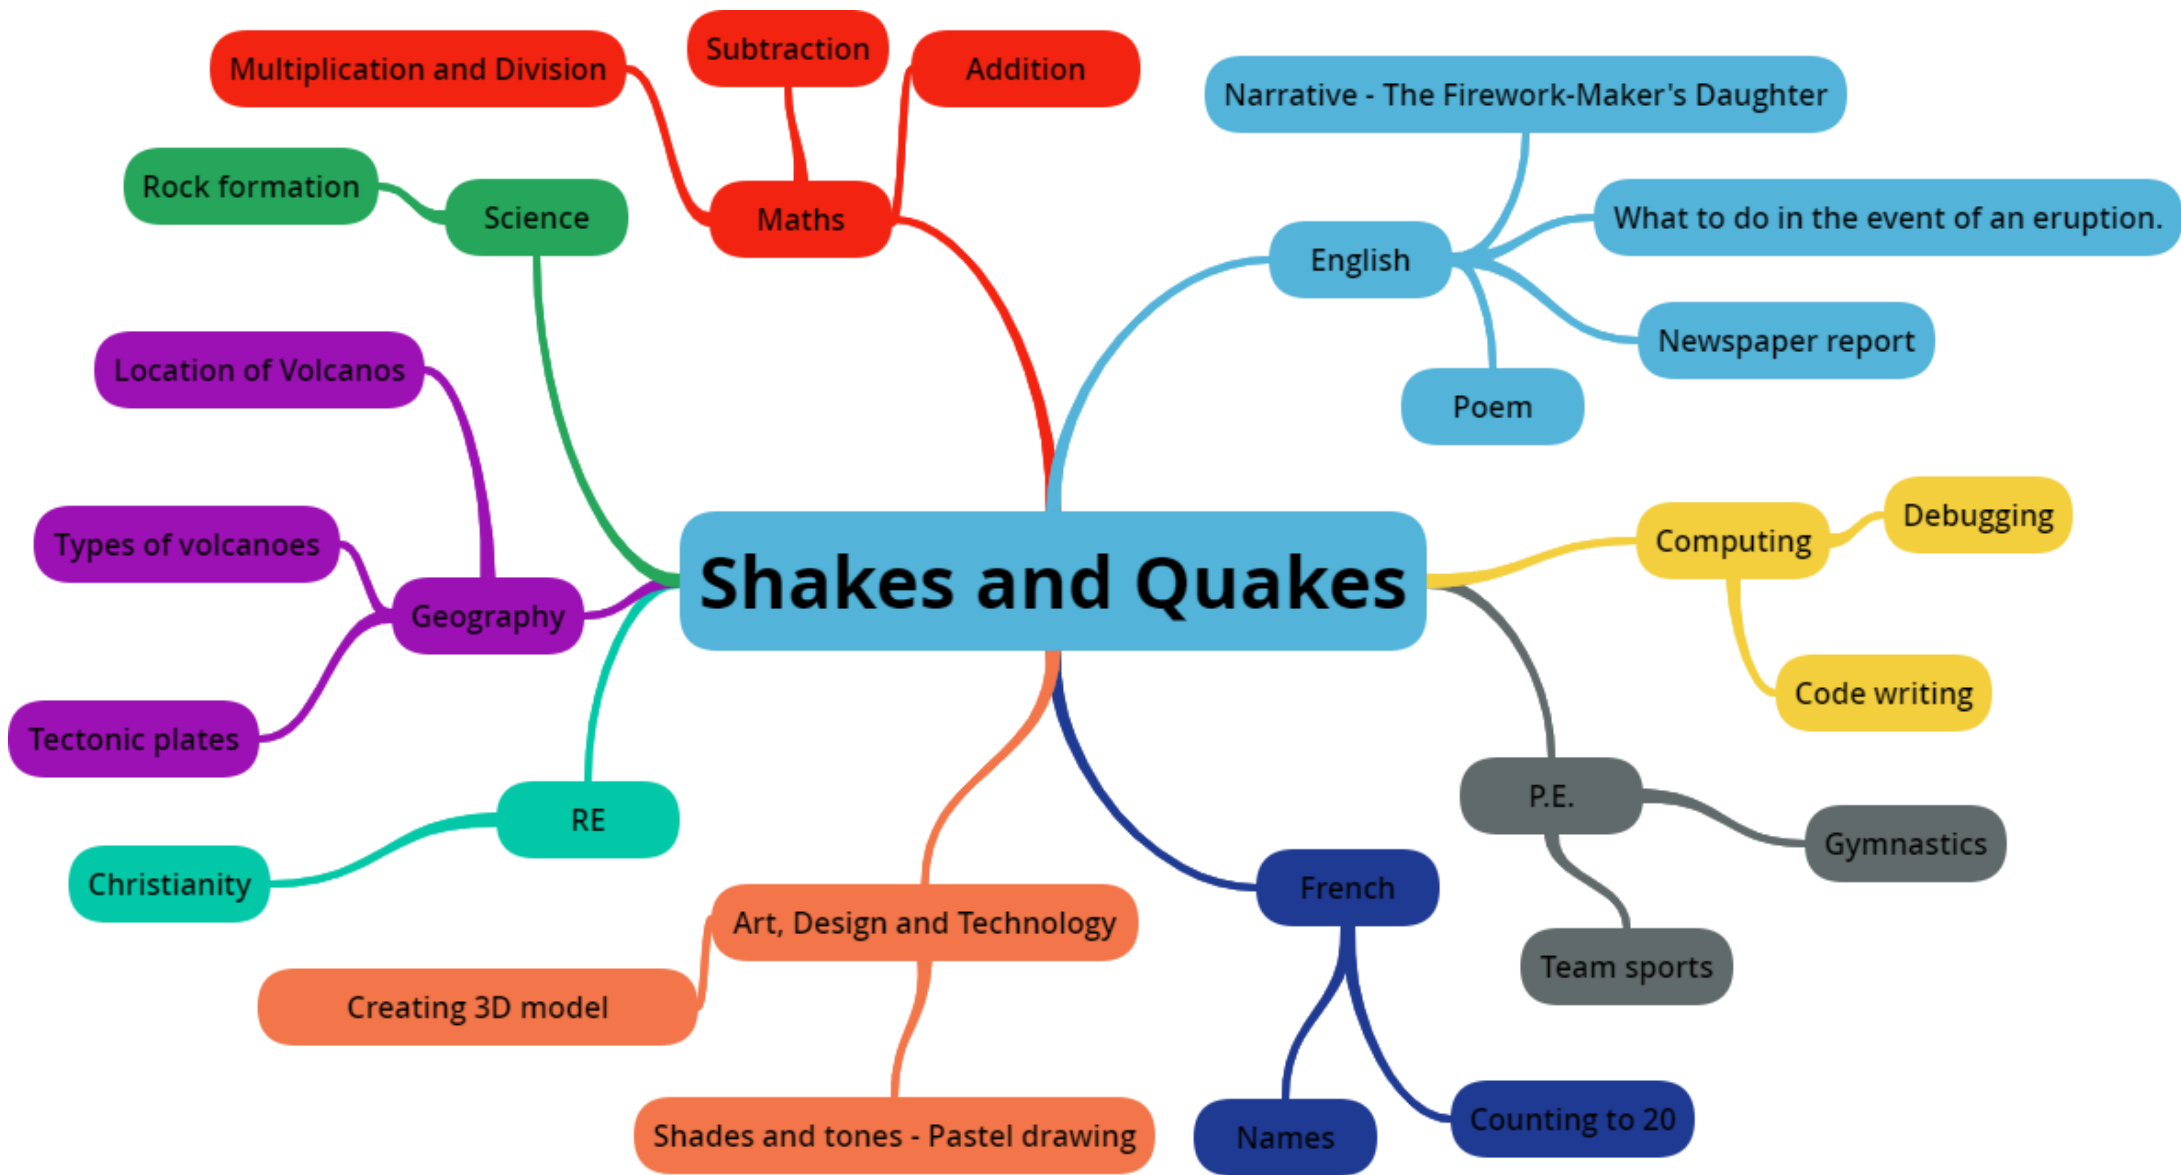 Shakes and Quakes
Maths
Multiplication and Division
Subtraction
Addition
English
Narrative - The Firework-Maker's Daughter
What to do in the event of an eruption.
Newspaper report
Poem
Computing
Debugging
Code writing
P.E.
Gymnastics
Team sports
French
Names
Counting to 20
Art, Design and Technology
Creating 3D model
Shades and tones - Pastel drawing
RE
Christianity
Geography
Location of Volcanos
Types of volcanoes
Tectonic plates
Science
Rock formation